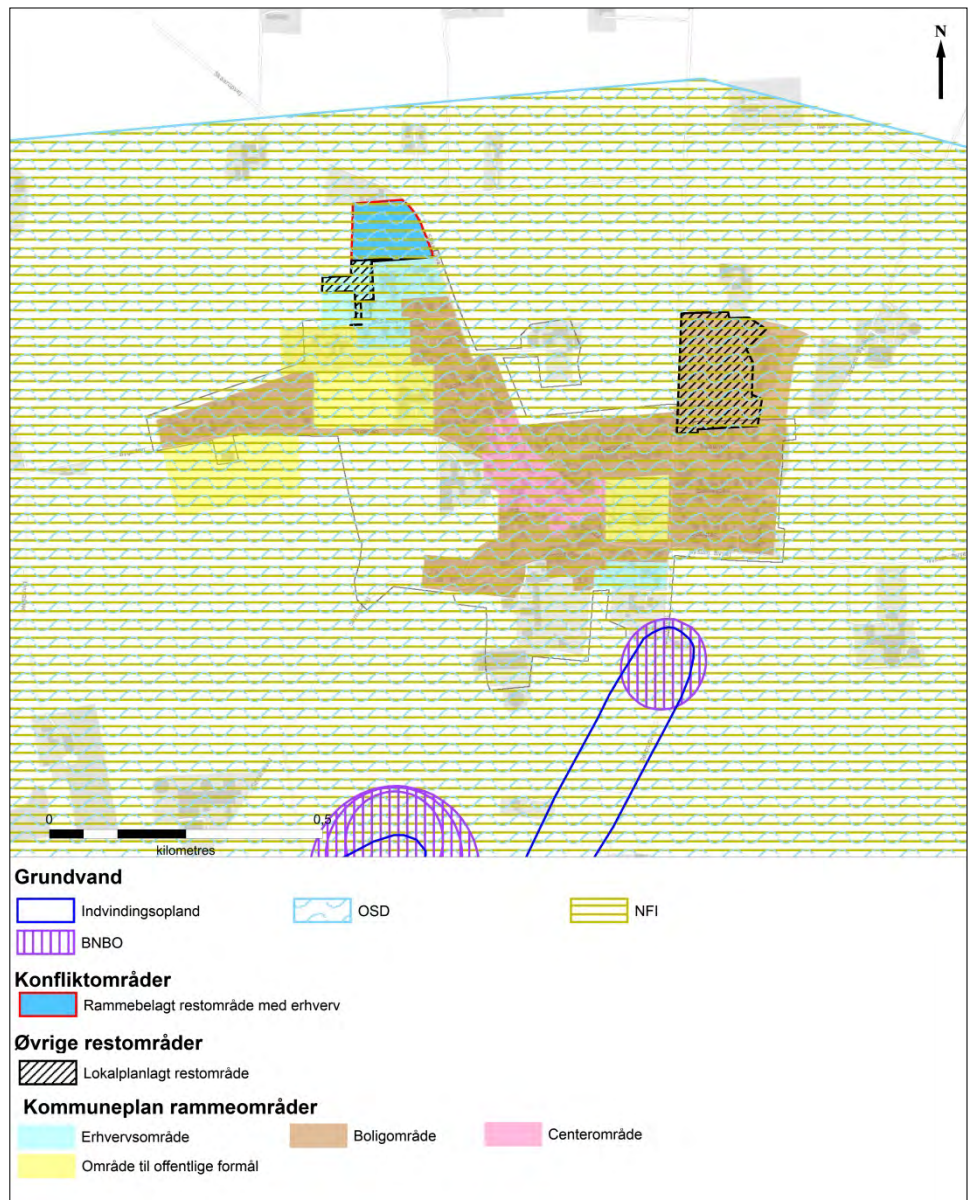 N
0
0,5
kilometres
Grundvand
Indvindingsopland
OSD
NFI
BNBO
Konfliktområder
Rammebelagt restområde med erhverv
Øvrige restområder
Lokalplanlagt restområde
Kommuneplan rammeområder
Erhvervsområde
Boligområde
Centerområde
Område til offentlige formål